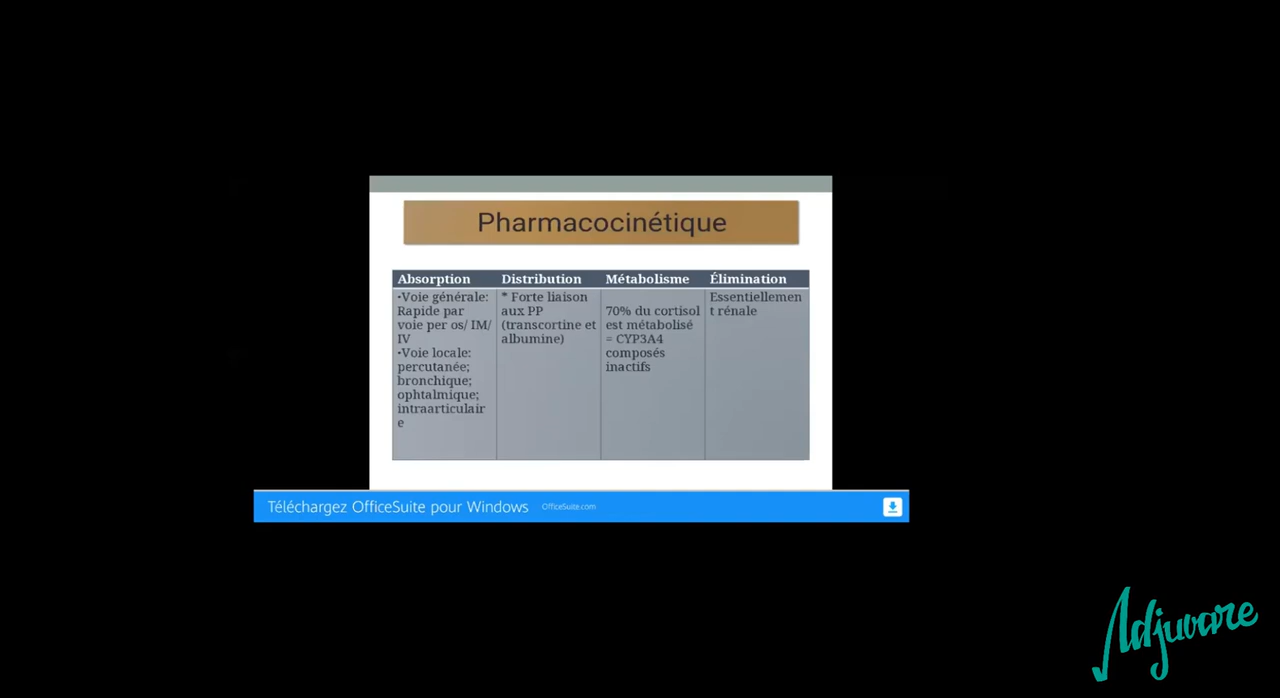 Pharmacocinétique
Absorption
Distribution
Métabolisme
Élimination
•Voie générale:
Rapide par
voie per os/ IM/
IV
•Voie locale:
percutanée;
bronchique;
ophtalmique;
intraarticulair
e
* Forte liaison
aux PP
(transcortine et
albumine)
70% du cortisol
est métabolisé
= CYP3A4
composés
inactifs
Essentiellemen
t rénale
Téléchargez OfficeSuite pour Windows
OfficeSuite.com
Adjuware